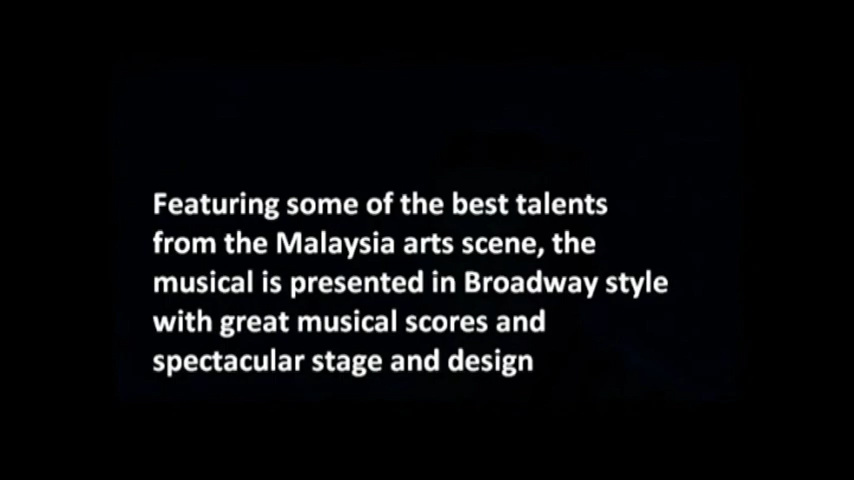 Featuring some of the best talents
from the Malaysia arts scene, the
musical is presented in Broadway style
with great musical scores and
spectacular stage and design